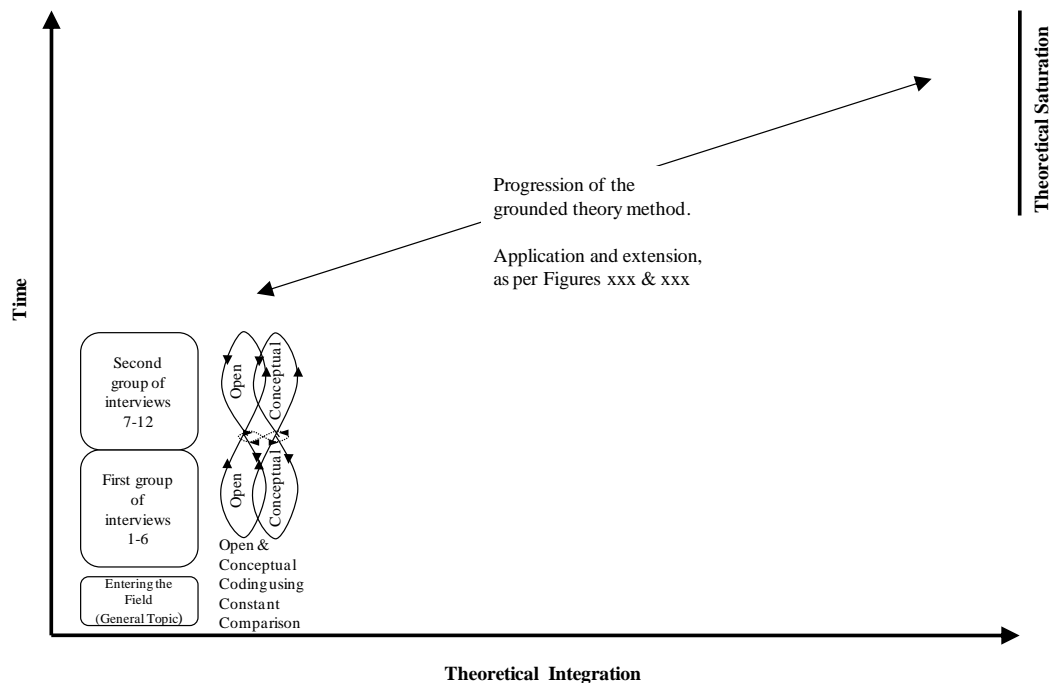 Theoretical Saturation
Progression of the
grounded theory method.
Application and extension,
as per Figures xxx & xxx
Time
Second
group of
interviews
7-12
Open
Conceptual
First group
of
interviews
1-6
Open
Conceptual
Open &
Conceptual
Coding using
Constant
Comparison
Entering the
Field
(General Topic)
Theoretical Integration